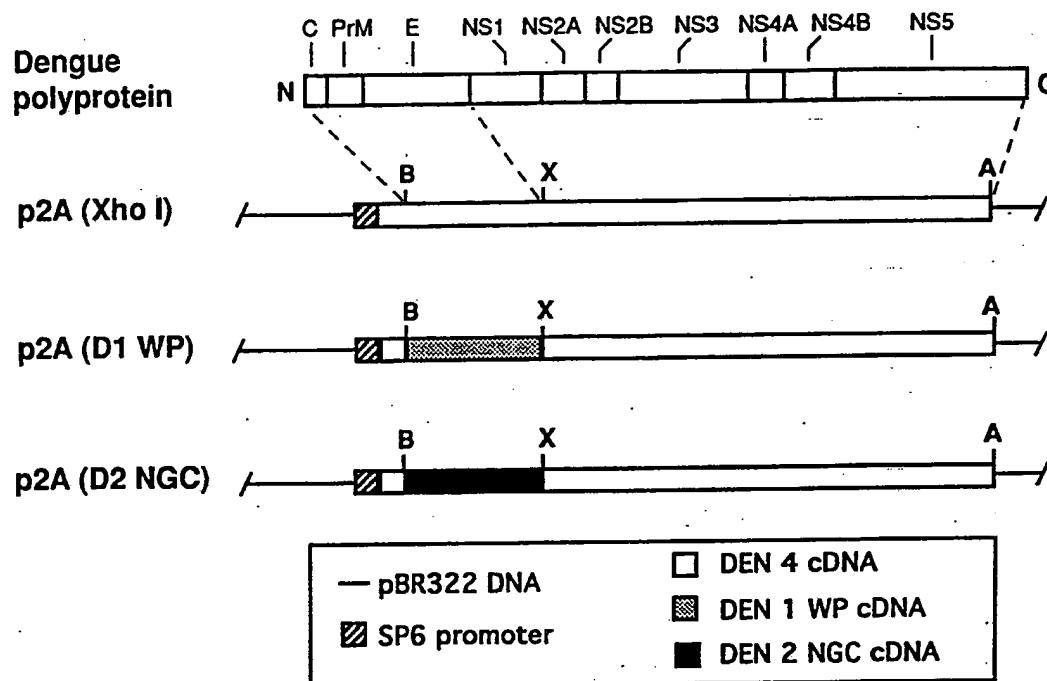 C PrM E NS1 NS2A NS2B NS3 NS4A NS4B NS5
Dengue
polyprotein
N C
B X A
p2A (Xho I)
B X A
p2A (D1 WP)
B X A
p2A (D2 NGC)
pBR322 DNA
SP6 promoter
DEN 4 cDNA
DEN 1 WP cDNA
DEN 2 NGC cDNA